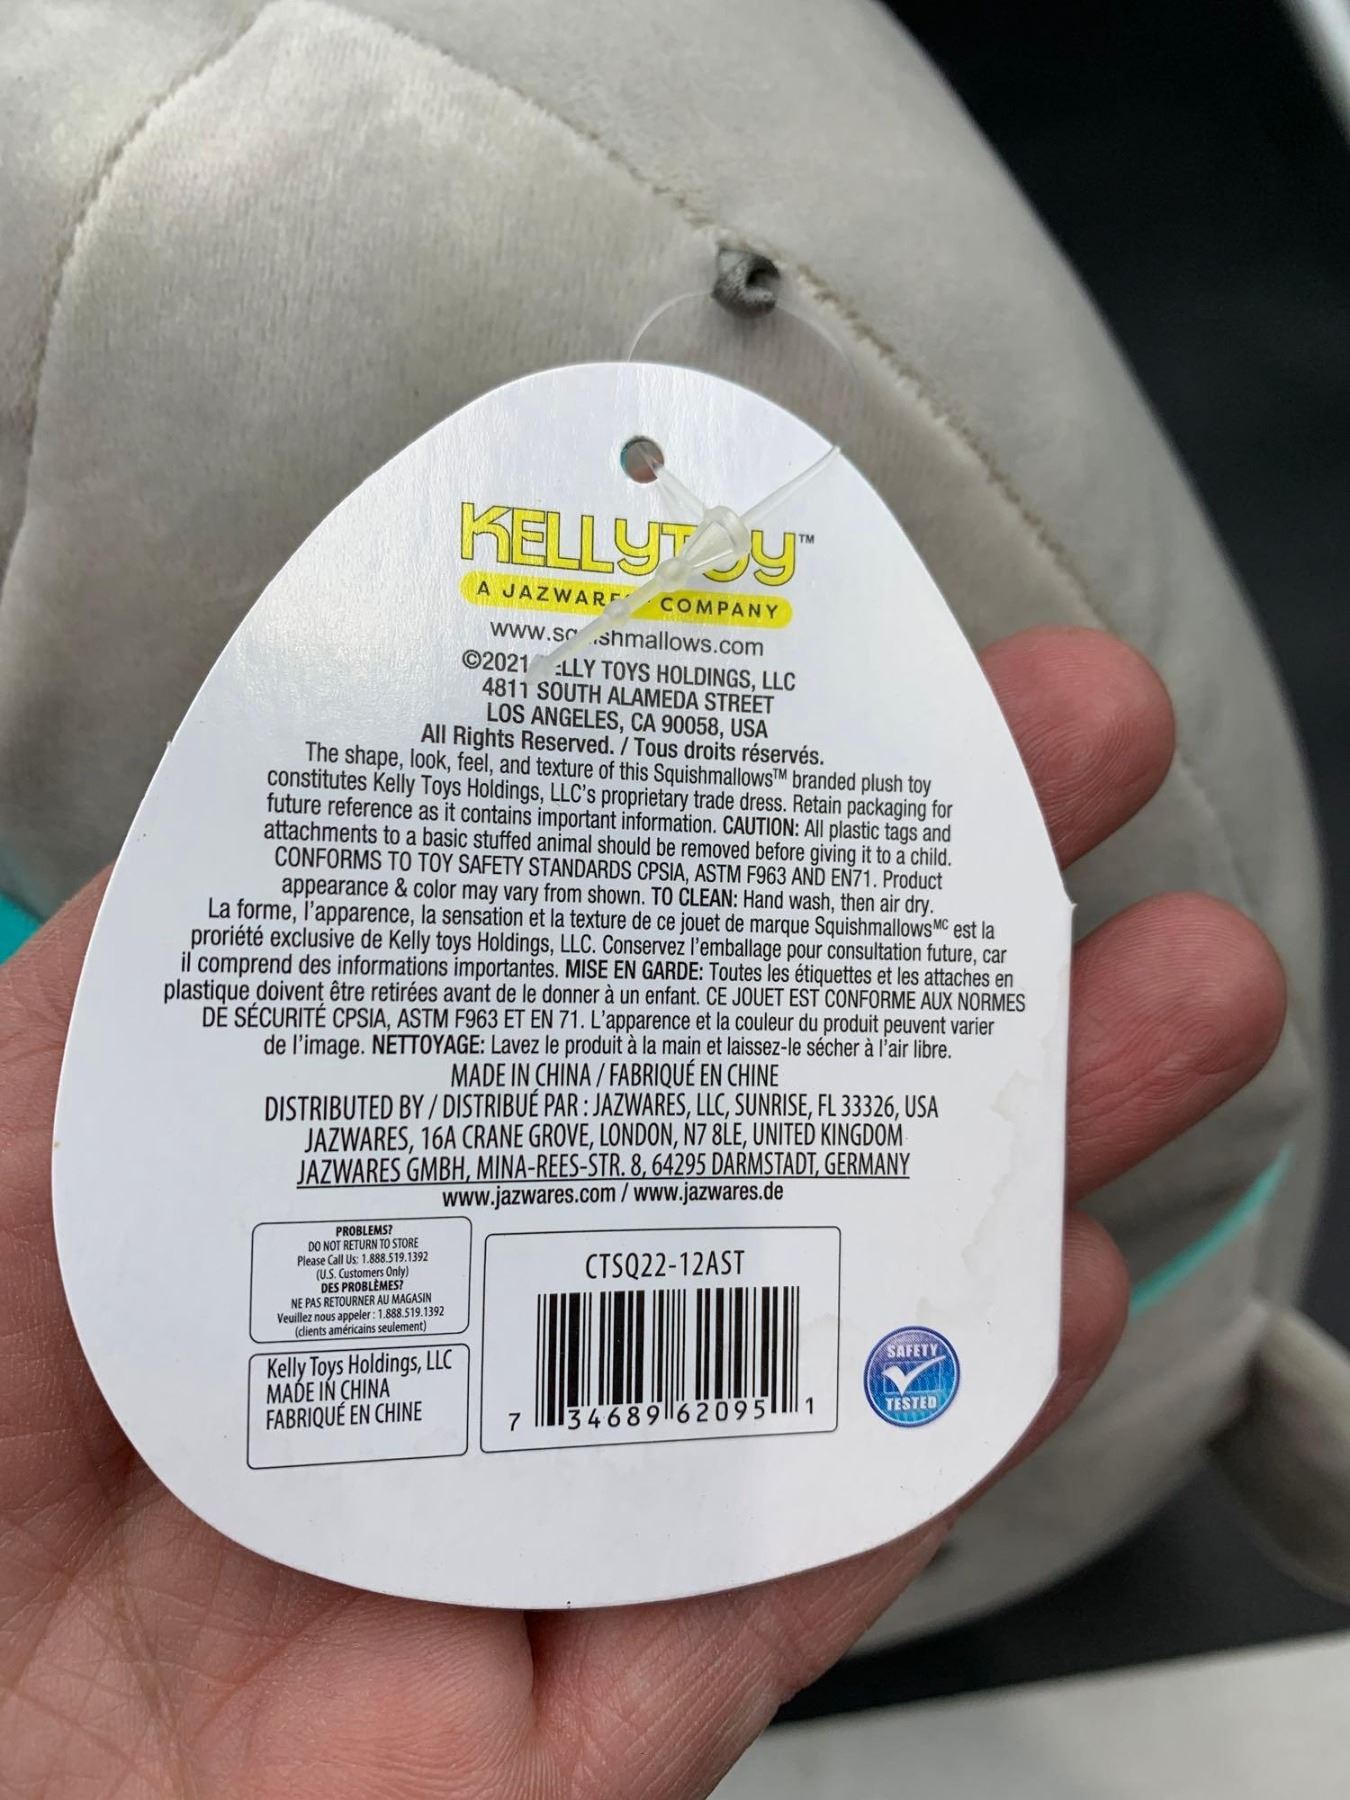 KELLYTOY™
A JAZWARES COMPANY
www.squishmallows.com
©2021 KELLY TOYS HOLDINGS, LLC
4811 SOUTH ALAMEDA STREET
LOS ANGELES, CA 90058, USA
All Rights Reserved. / Tous droits réservés.
The shape, look, feel, and texture of this Squishmallows™ branded plush toy
constitutes Kelly Toys Holdings, LLC's proprietary trade dress. Retain packaging for
future reference as it contains important information. CAUTION: All plastic tags and
attachments to a basic stuffed animal should be removed before giving it to a child.
CONFORMS TO TOY SAFETY STANDARDS CPSIA, ASTM F963 AND EN71. Product
appearance & color may vary from shown. TO CLEAN: Hand wash, then air dry.
La forme, l'apparence, la sensation et la texture de ce jouet de marque Squishmallows MC est la
proriété exclusive de Kelly toys Holdings, LLC. Conservez l'emballage pour consultation future, car
il comprend des informations importantes. MISE EN GARDE: Toutes les étiquettes et les attaches en
plastique doivent être retirées avant de le donner à un enfant. CE JOUET EST CONFORME AUX NORMES
DE SÉCURITÉ CPSIA, ASTM F963 ET EN 71. L'apparence et la couleur du produit peuvent varier
de l'image. NETTOYAGE: Lavez le produit à la main et laissez-le sécher à l'air libre.
MADE IN CHINA / FABRIQUÉ EN CHINE
DISTRIBUTED BY / DISTRIBUÉ PAR : JAZWARES, LLC, SUNRISE, FL 33326, USA
JAZWARES, 16A CRANE GROVE, LONDON, N7 8LE, UNITED KINGDOM
JAZWARES GMBH, MINA-REES-STR. 8, 64295 DARMSTADT, GERMANY
www.jazwares.com / www.jazwares.de
PROBLEMS?
DO NOT RETURN TO STORE
Please Call Us: 1.888.519.1392
(U.S. Customers Only)
DES PROBLÈMES?
NE PAS RETOURNER AU MAGASIN
Veuillez nous appeler : 1.888.519.1392
(clients américains seulement)
Kelly Toys Holdings, LLC
MADE IN CHINA
FABRIQUÉ EN CHINE
CTSQ22-12AST
7 34689 62095 1
SAFETY
TESTED